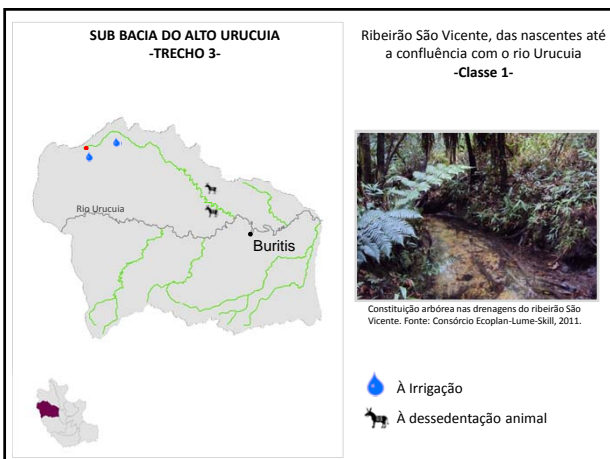 SUB BACIA DO ALTO URUCUIA
-TRECHO 3-
Rio Urucuia
Buritis
Ribeirão São Vicente, das nascentes até
a confluência com o rio Urucuia
-Classe 1-
Constituição arbórea nas drenagens do ribeirão São
Vicente. Fonte: Consórcio Ecoplan-Lume-Skill, 2011.
À Irrigação
À dessedentação animal